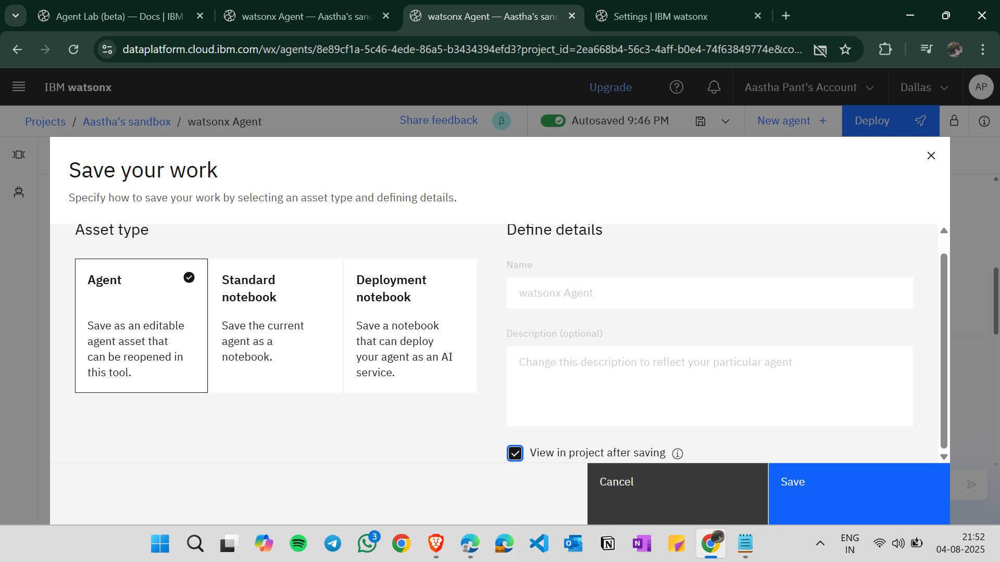 Agent Lab (beta) — Docs | IBM
watsonx Agent — Aastha's sand
watsonx Agent — Aastha's sand
Settings | IBM watsonx
dataplatform.cloud.ibm.com/wx/agents/8e89cf1a-5c46-4ede-86a5-b3434394efd3?project_id=2ea668b4-56c3-4aff-b0e4-74f63849774e&co...
IBM watsonx
Upgrade
Aastha Pant's Account
Dallas
AP
Projects / Aastha's sandbox / watsonx Agent
Share feedback
β
Autosaved 9:46 PM
New agent +
Deploy
Save your work
Specify how to save your work by selecting an asset type and defining details.
Asset type
Agent
Save as an editable
agent asset that
can be reopened in
this tool.
Standard
notebook
Save the current
agent as a
notebook.
Deployment
notebook
Save a notebook
that can deploy
your agent as an AI
service.
Define details
Name
watsonx Agent
Description (optional)
Change this description to reflect your particular agent
View in project after saving
Cancel
Save
3
ENG
IN
21:52
04-08-2025